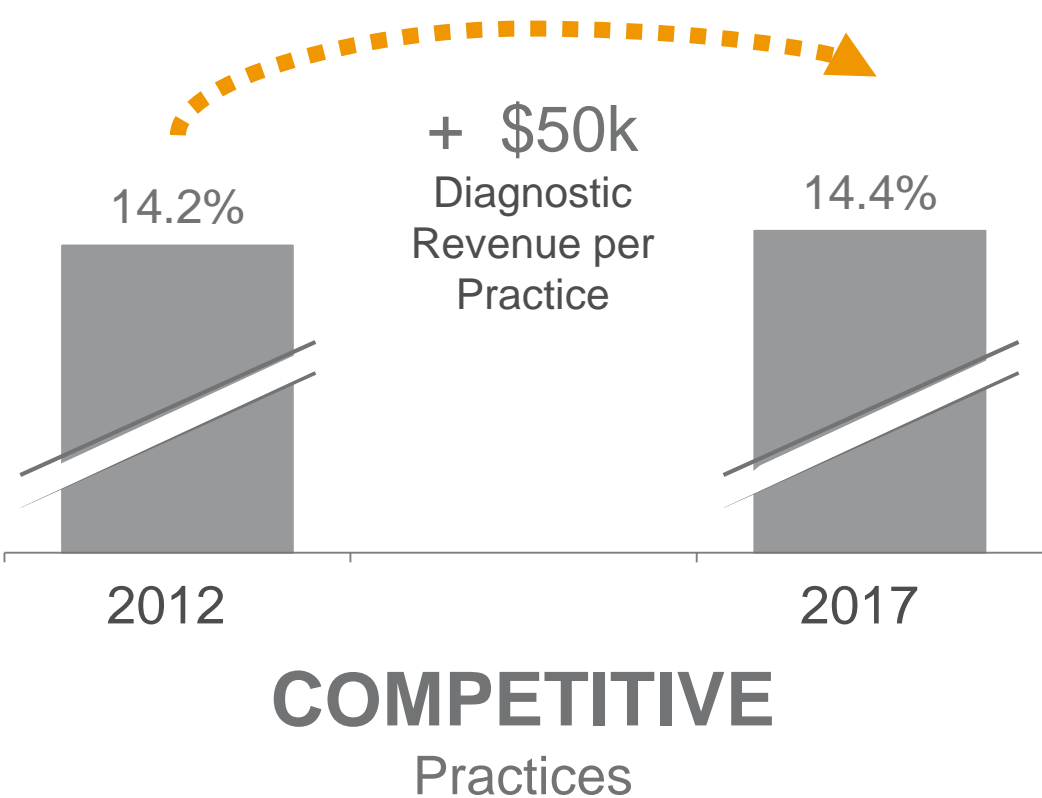 + $50k
Diagnostic
Revenue per
Practice
14.2%
14.4%
2012
2017
COMPETITIVE
Practices